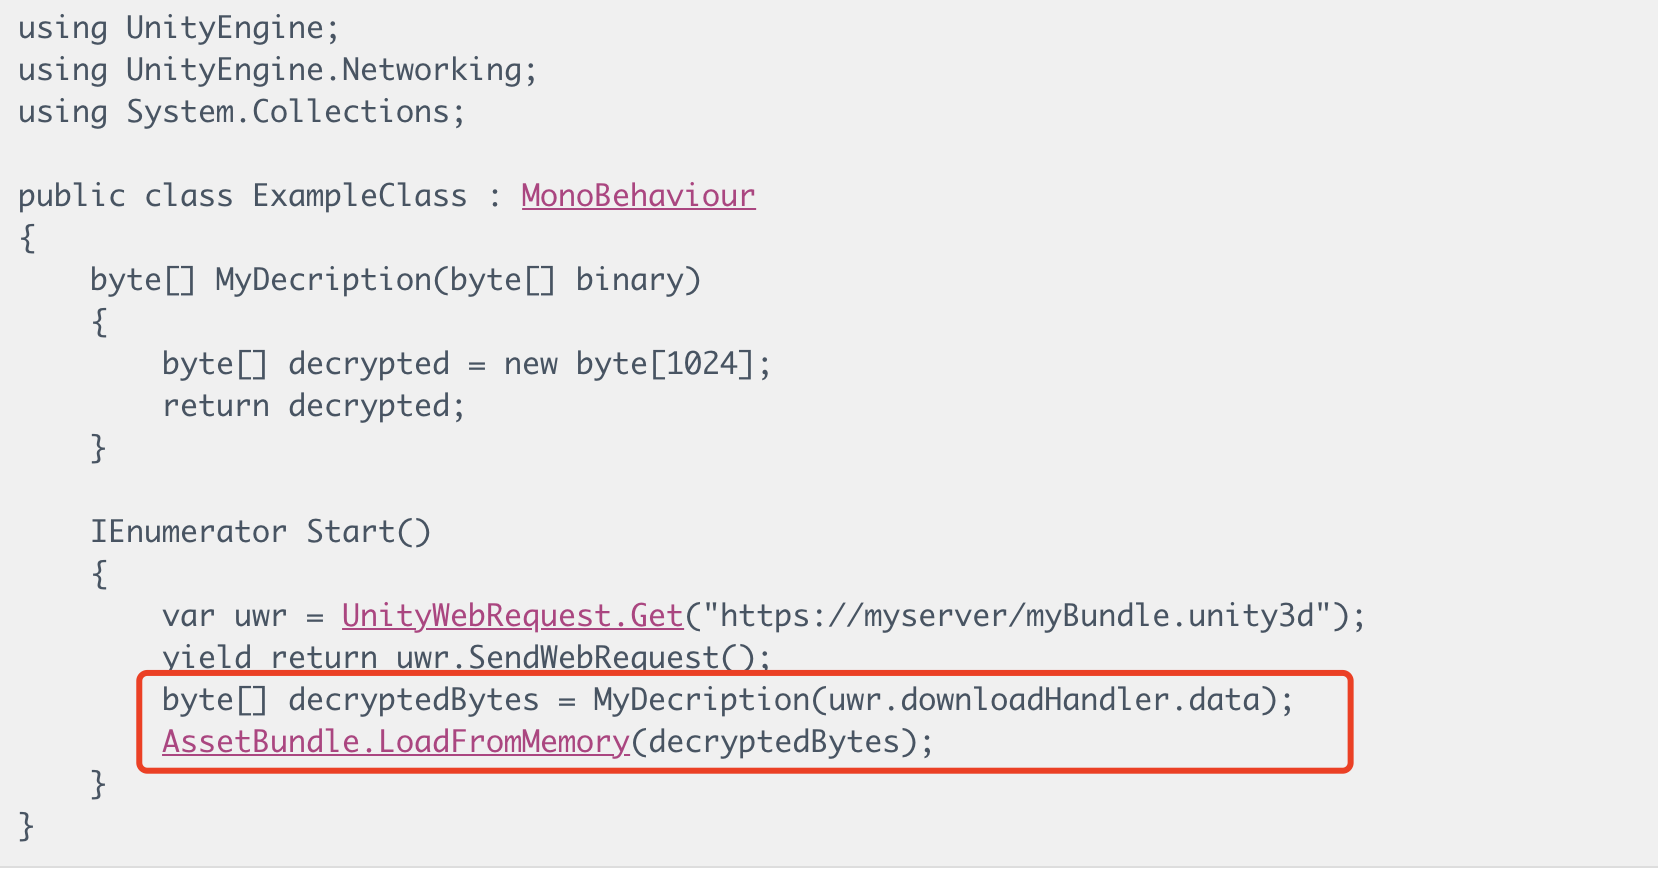 using UnityEngine;
using UnityEngine.Networking;
using System.Collections;

public class ExampleClass : MonoBehaviour
{
    byte[] MyDecription(byte[] binary)
    {
        byte[] decrypted = new byte[1024];
        return decrypted;
    }

    IEnumerator Start()
    {
        var uwr = UnityWebRequest.Get("https://myserver/myBundle.unity3d");
        yield return uwr.SendWebRequest();
        byte[] decryptedBytes = MyDecription(uwr.downloadHandler.data);
        AssetBundle.LoadFromMemory(decryptedBytes);
    }
}